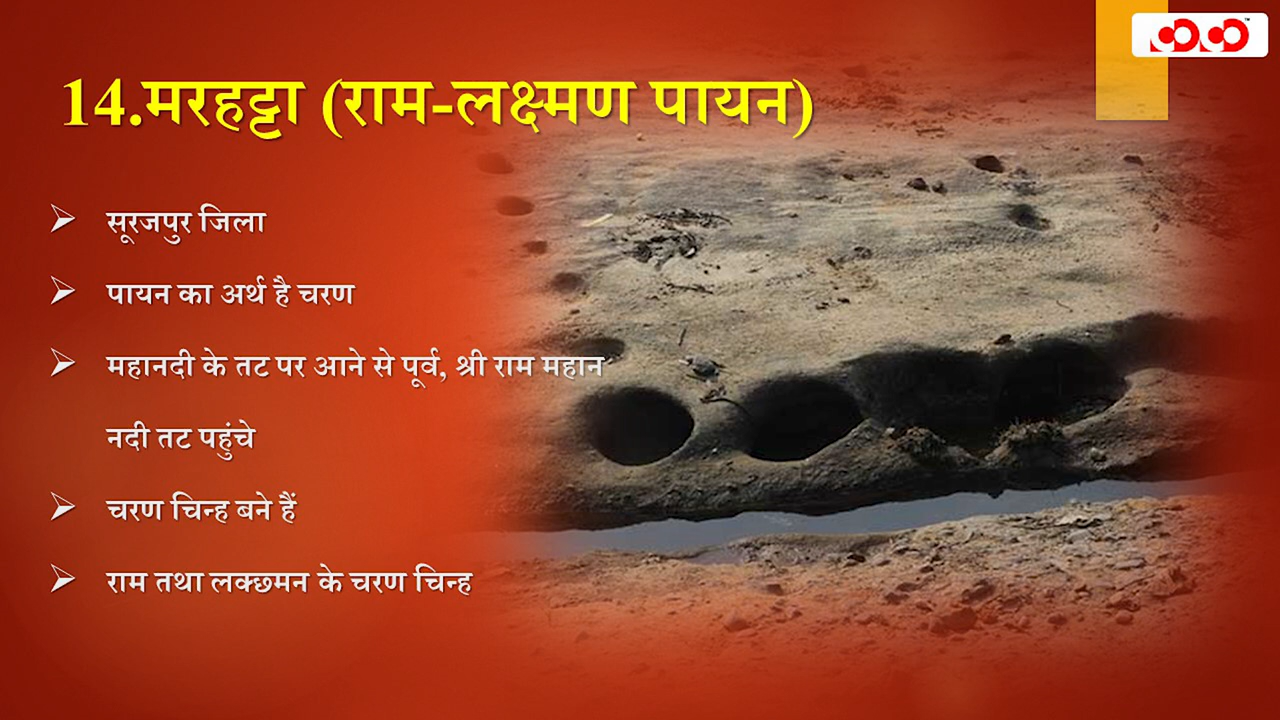 14.मरहट्टा (राम-लक्ष्मण पायन)
सूरजपुर जिला
पायन का अर्थ है चरण
महानदी के तट पर आने से पूर्व, श्री राम महान
नदी तट पहुंचे
चरण चिन्ह बने हैं
राम तथा लक्छमन के चरण चिन्ह